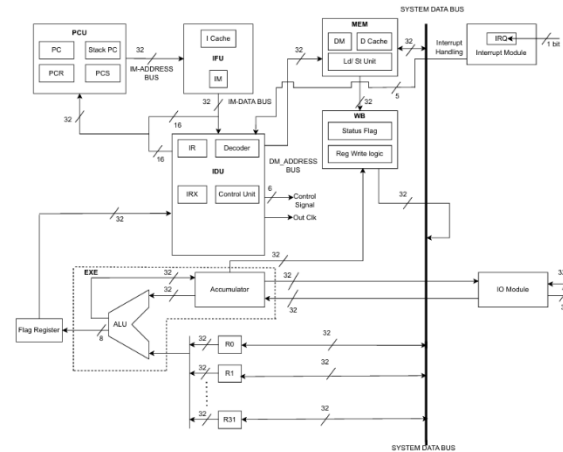 SYSTEM DATA BUS
PCU
PC
Stack PC
PCR
PCS
32
IM-ADDRESS
BUS
I Cache
IFU
IM
32
IM-DATA BUS
MEM
DM
D Cache
Ld/ St Unit
32
32
Interrupt
Handling
IRQ
Interrupt Module
1 bit
5
32
WB
Status Flag
Reg Write logic
32
16
16
32
IR
Decoder
IDU
IRX
Control Unit
DM_ADDRESS
BUS
6
Control
Signal
Out Clk
32
32
32
EXE
32
32
Accumulator
32
32
IO Module
32
ALU
8
Flag Register
32
R0
32
32
R1
32
32
R31
32
SYSTEM DATA BUS